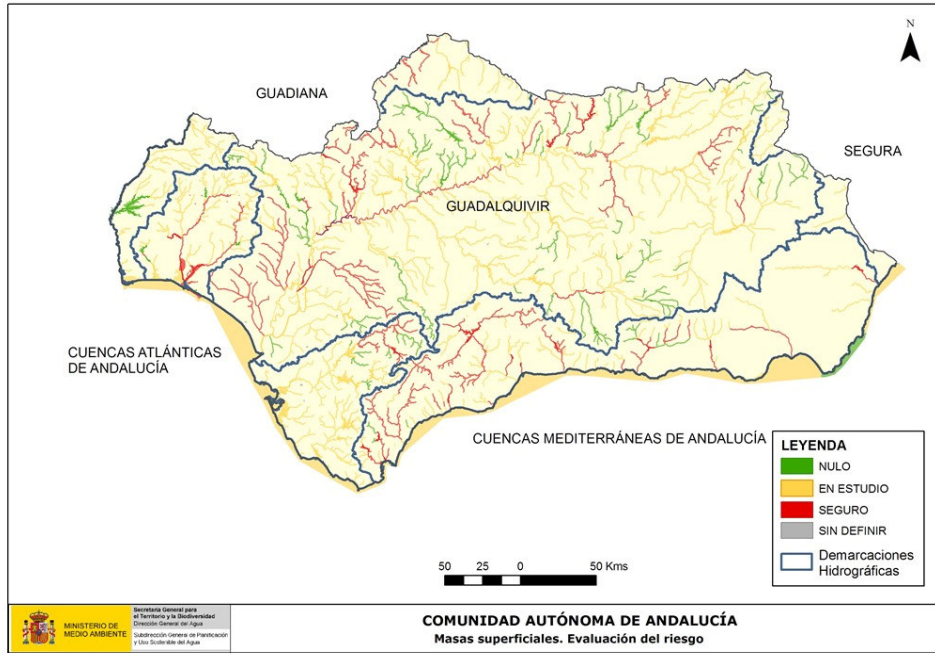 N
GUADIANA
SEGURA
GUADALQUIVIR
CUENCAS ATLÁNTICAS
DE ANDALUCÍA
CUENCAS MEDITERRÁNEAS DE ANDALUCÍA
LEYENDA
NULO
EN ESTUDIO
SEGURO
SIN DEFINIR
Demarcaciones
Hidrográficas
50 25 0 50 Kms
MINISTERIO DE
MEDIO AMBIENTE
Secretaría General para
el Territorio y la Biodiversidad
Dirección General del Agua
Subdirección General de Planificación
y Uso Sostenible del Agua
COMUNIDAD AUTÓNOMA DE ANDALUCÍA
Masas superficiales. Evaluación del riesgo